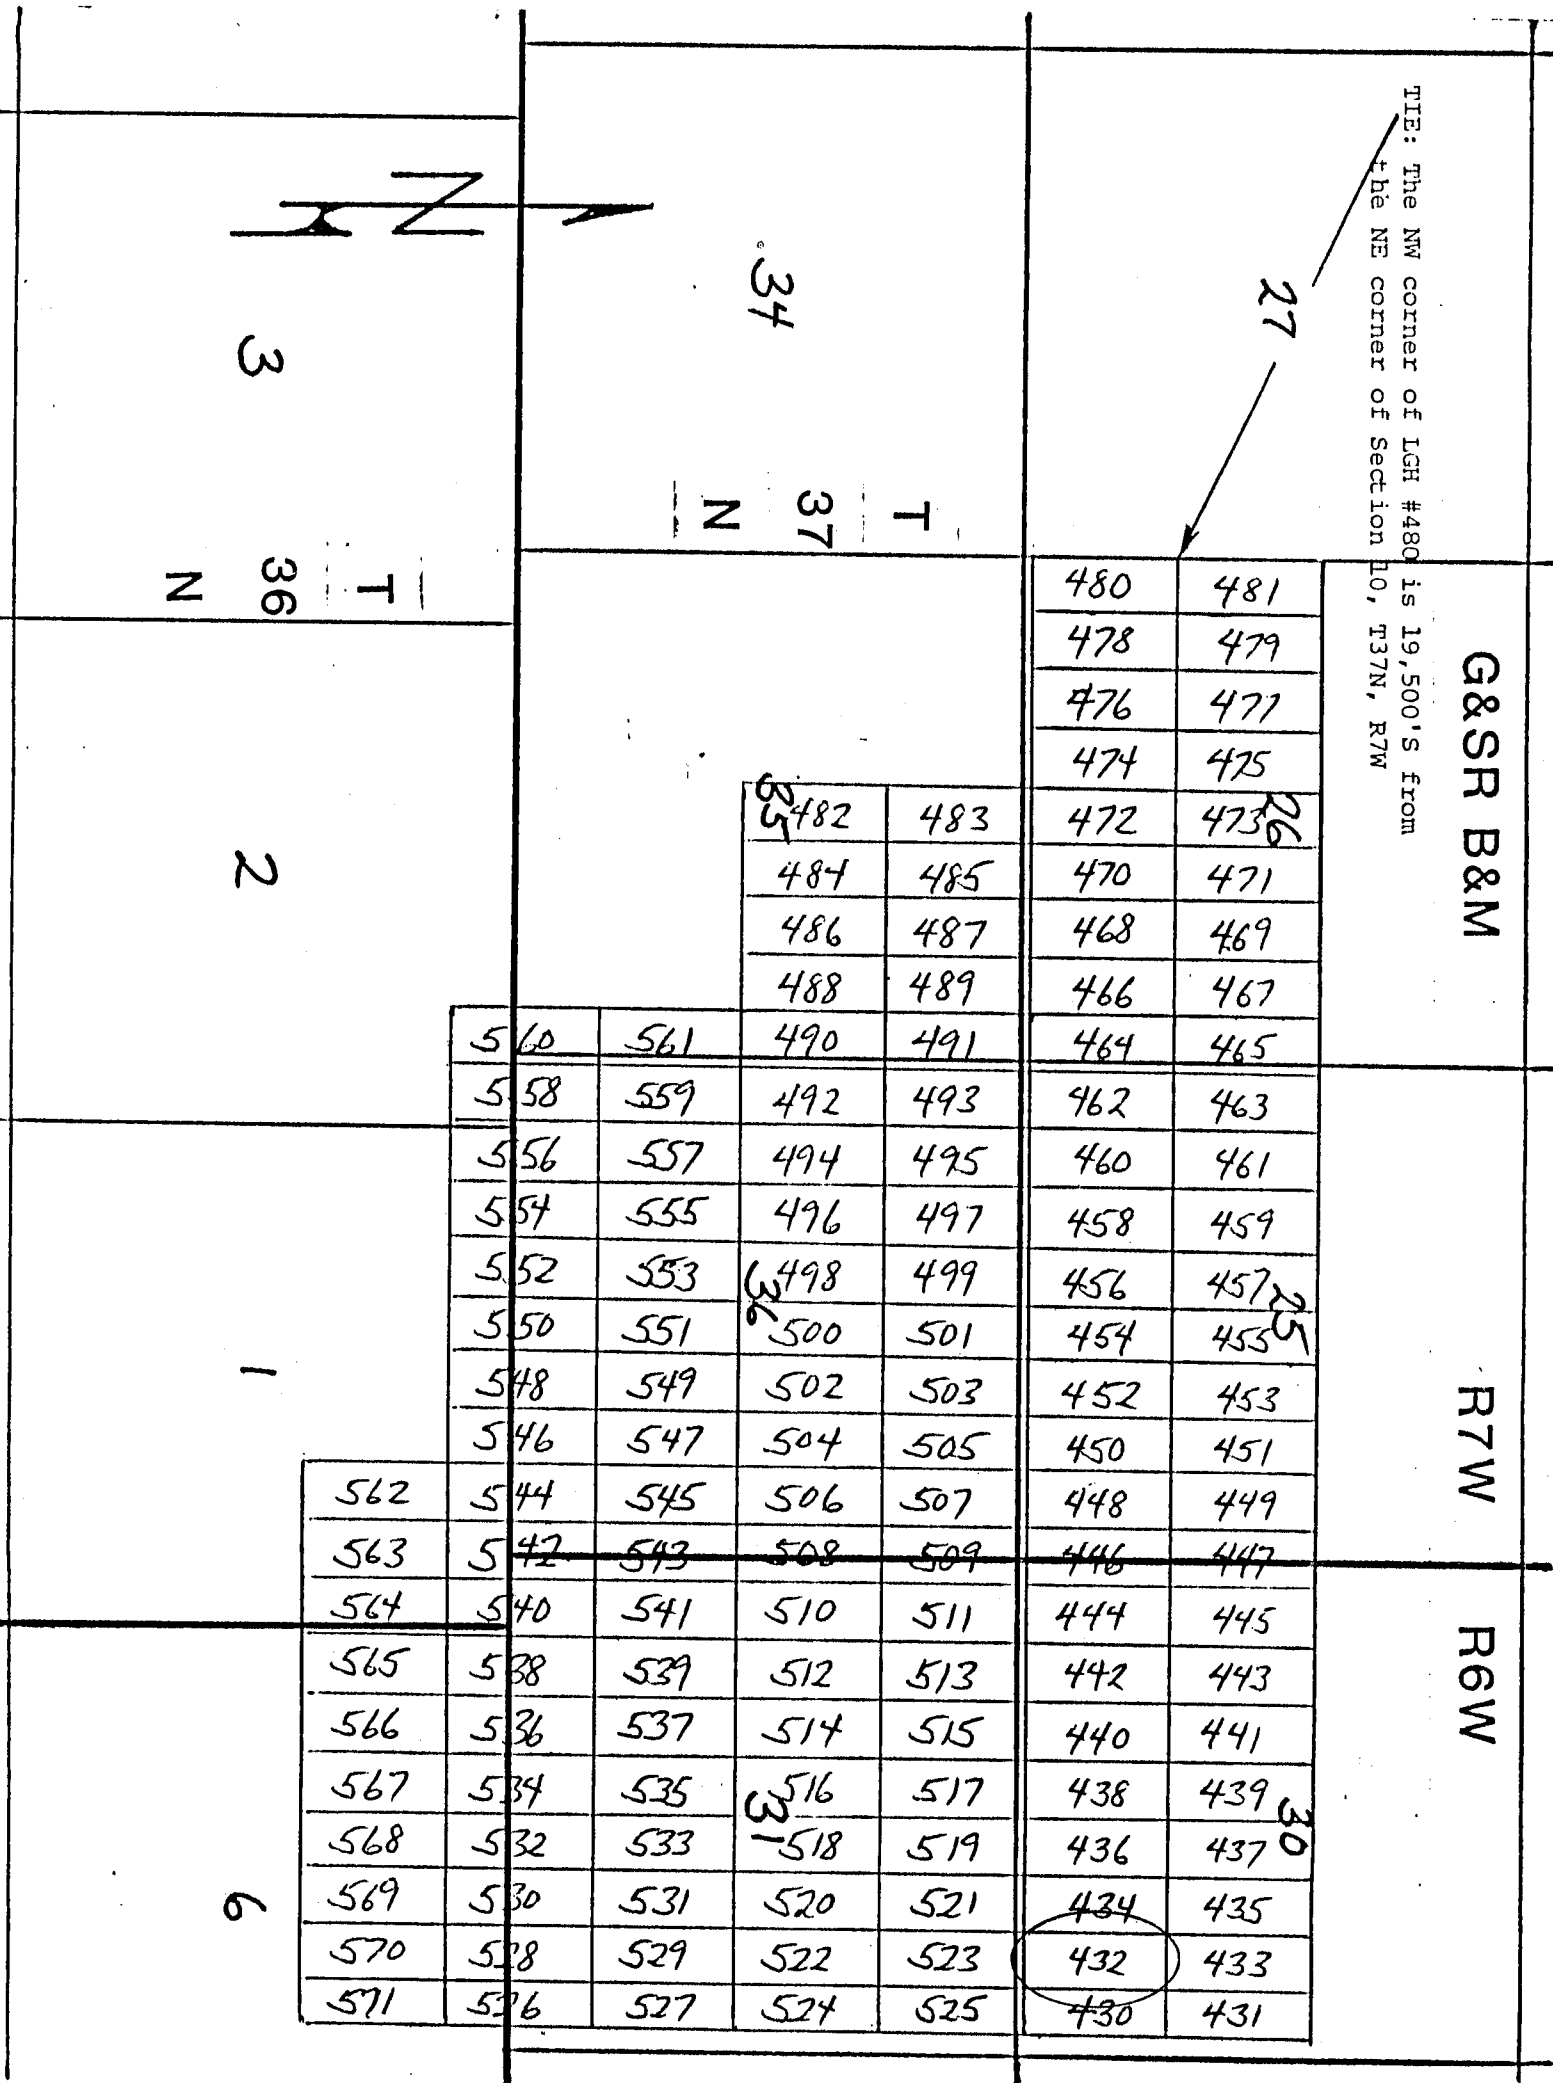 TIE: The NW corner of LGH #480 is 19,500'S from
the NE corner of Section 10, T37N, R7W
G&SR B&M
R7W
R6W
27
26
25
30
34
35
36
31
T
37
N
T
36
N
N
3
2
1
6
480 481
478 479
476 477
474 475
482 483 472 473
484 485 470 471
486 487 468 469
488 489 466 467
560 561 490 491 464 465
558 559 492 493 462 463
556 557 494 495 460 461
554 555 496 497 458 459
552 553 498 499 456 457
550 551 500 501 454 455
548 549 502 503 452 453
546 547 504 505 450 451
562 544 545 506 507 448 449
563 542 543 508 509 446 447
564 540 541 510 511 444 445
565 538 539 512 513 442 443
566 536 537 514 515 440 441
567 534 535 516 517 438 439
568 532 533 518 519 436 437
569 530 531 520 521 434 435
570 528 529 522 523 432 433
571 526 527 524 525 430 431